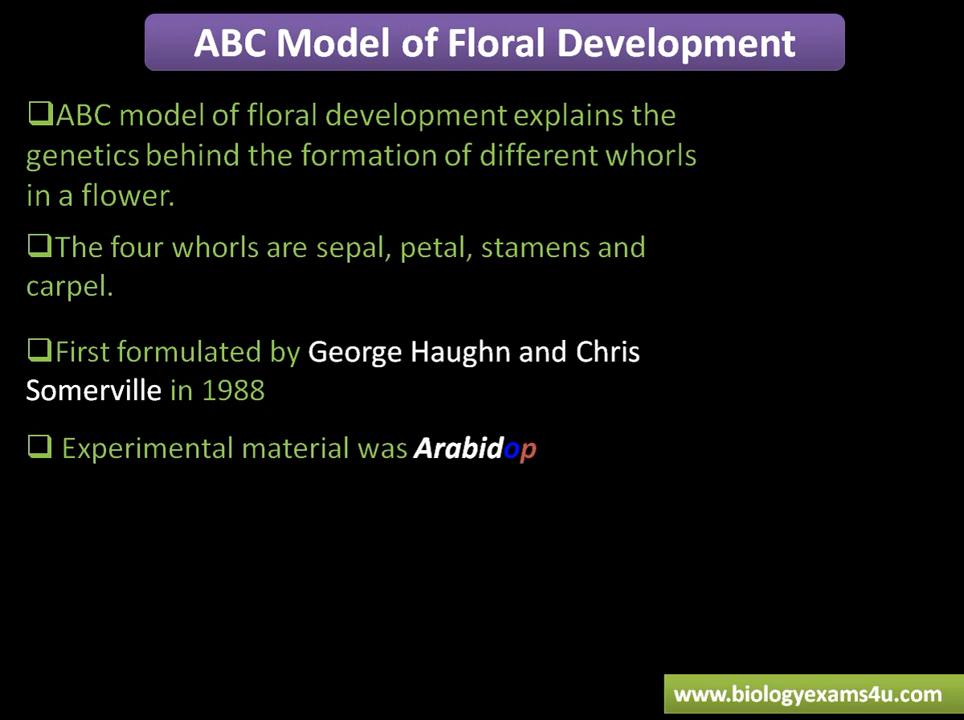 ABC Model of Floral Development
❑ABC model of floral development explains the
genetics behind the formation of different whorls
in a flower.
❑The four whorls are sepal, petal, stamens and
carpel.
❑First formulated by George Haughn and Chris
Somerville in 1988
❑ Experimental material was Arabidop
www.biologyexams4u.com